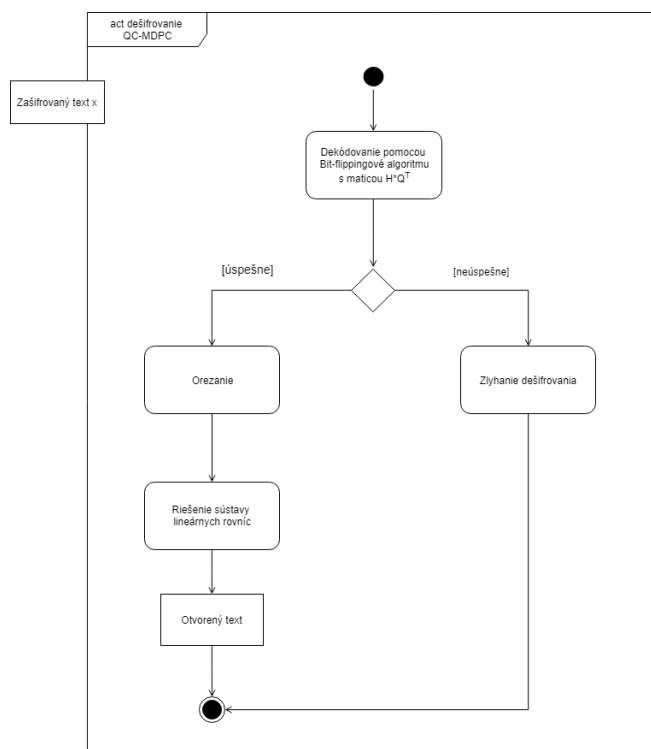 act dešifrovanie
QC-MDPC
Zašifrovaný text x
Dekódovanie pomocou
Bit-flippingové algoritmu
s maticou H*Q^T
[úspešne]
[neúspešne]
Orezanie
Zlyhanie dešifrovania
Riešenie sústavy
lineárnych rovníc
Otvorený text